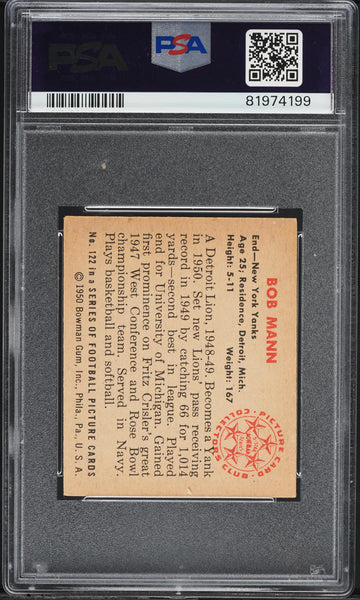 PSA
PSA
81974199
BOB MANN
End—New York Yanks
Age 25; Residence, Detroit, Mich.
Height: 5-11 Weight: 167
A Detroit Lion, 1948-49. Becomes a Yank
in 1950. Set new Lions' pass receiving
record in 1949 by catching 66 for 1,014
yards—second best in league. Played
end for University of Michigan. Gained
first prominence on Fritz Crisler's great
1947 West Conference and Rose Bowl
championship team. Served in Navy.
Plays basketball and softball.
No. 122 in a SERIES OF FOOTBALL PICTURE CARDS
©1950 Bowman Gum, Inc., Phila., Pa., U. S. A.
PICTURE CARD
COLLECTORS CLUB